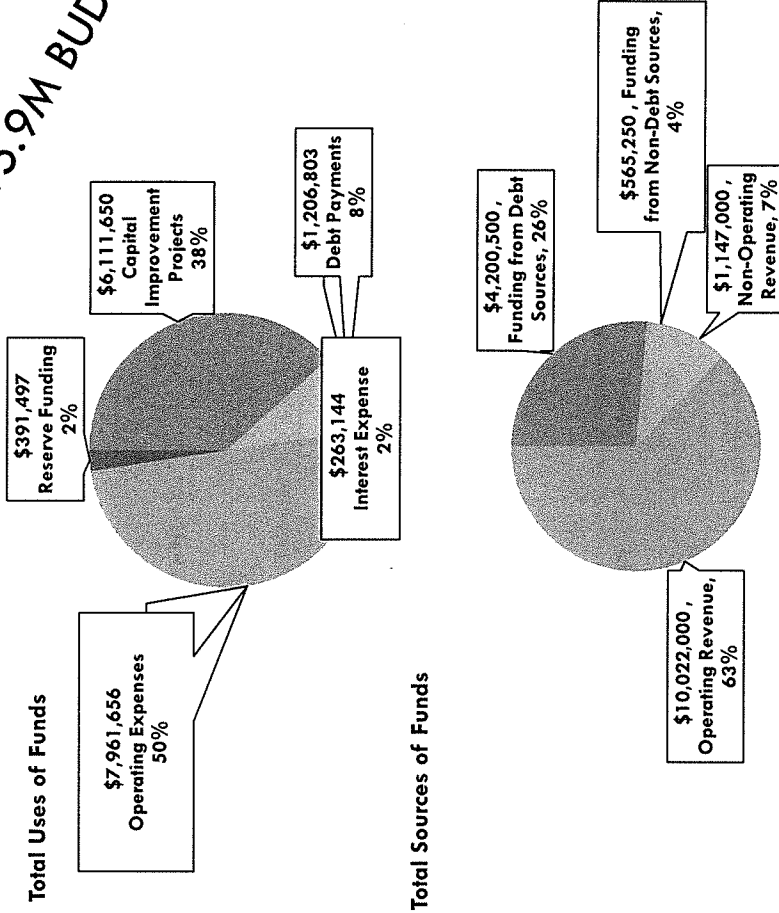 5.9M BUD
Total Uses of Funds
$7,961,656
Operating Expenses
50%
$391,497
Reserve Funding
2%
$6,111,650
Capital
Improvement
Projects
38%
$263,144
Interest Expense
2%
$1,206,803
Debt Payments
8%
Total Sources of Funds
$10,022,000 ,
Operating Revenue,
63%
$4,200,500 ,
Funding from Debt
Sources, 26%
$565,250 , Funding
from Non-Debt Sources,
4%
$1,147,000 ,
Non-Operating
Revenue, 7%